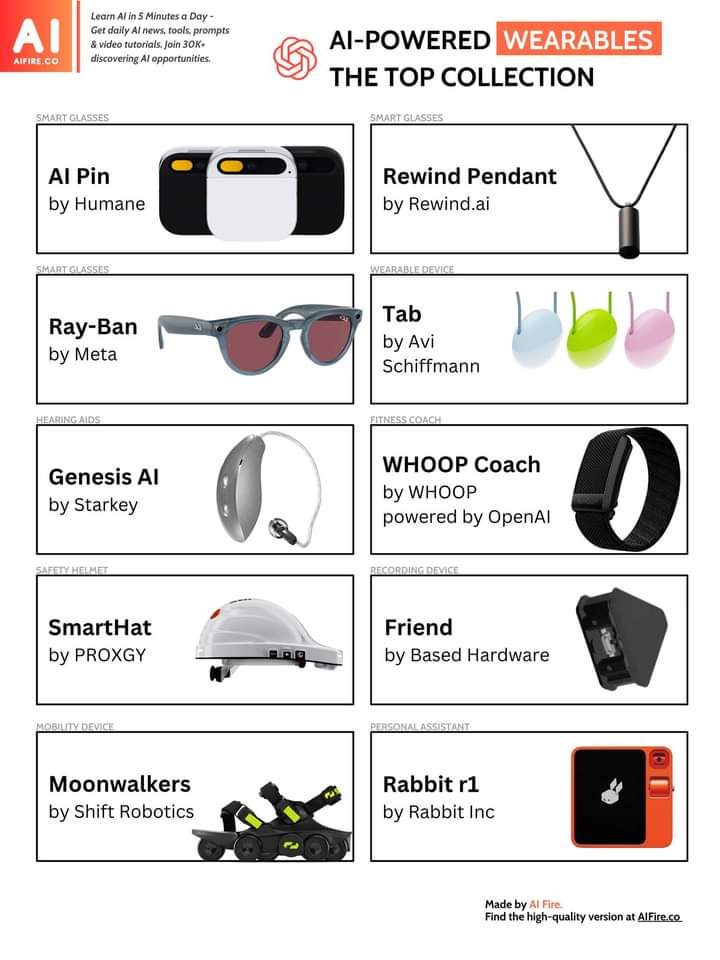 AI
AIFIRE.CO
Learn AI in 5 Minutes a Day -
Get daily AI news, tools, prompts
& video tutorials. Join 30K+
discovering AI opportunities.
AI-POWERED WEARABLES
THE TOP COLLECTION
SMART GLASSES
AI Pin
by Humane
SMART GLASSES
Rewind Pendant
by Rewind.ai
SMART GLASSES
Ray-Ban
by Meta
WEARABLE DEVICE
Tab
by Avi
Schiffmann
HEARING AIDS
Genesis AI
by Starkey
FITNESS COACH
WHOOP Coach
by WHOOP
powered by OpenAI
SAFETY HELMET
SmartHat
by PROXGY
RECORDING DEVICE
Friend
by Based Hardware
MOBILITY DEVICE
Moonwalkers
by Shift Robotics
PERSONAL ASSISTANT
Rabbit r1
by Rabbit Inc
Made by AI Fire.
Find the high-quality version at AIFire.co